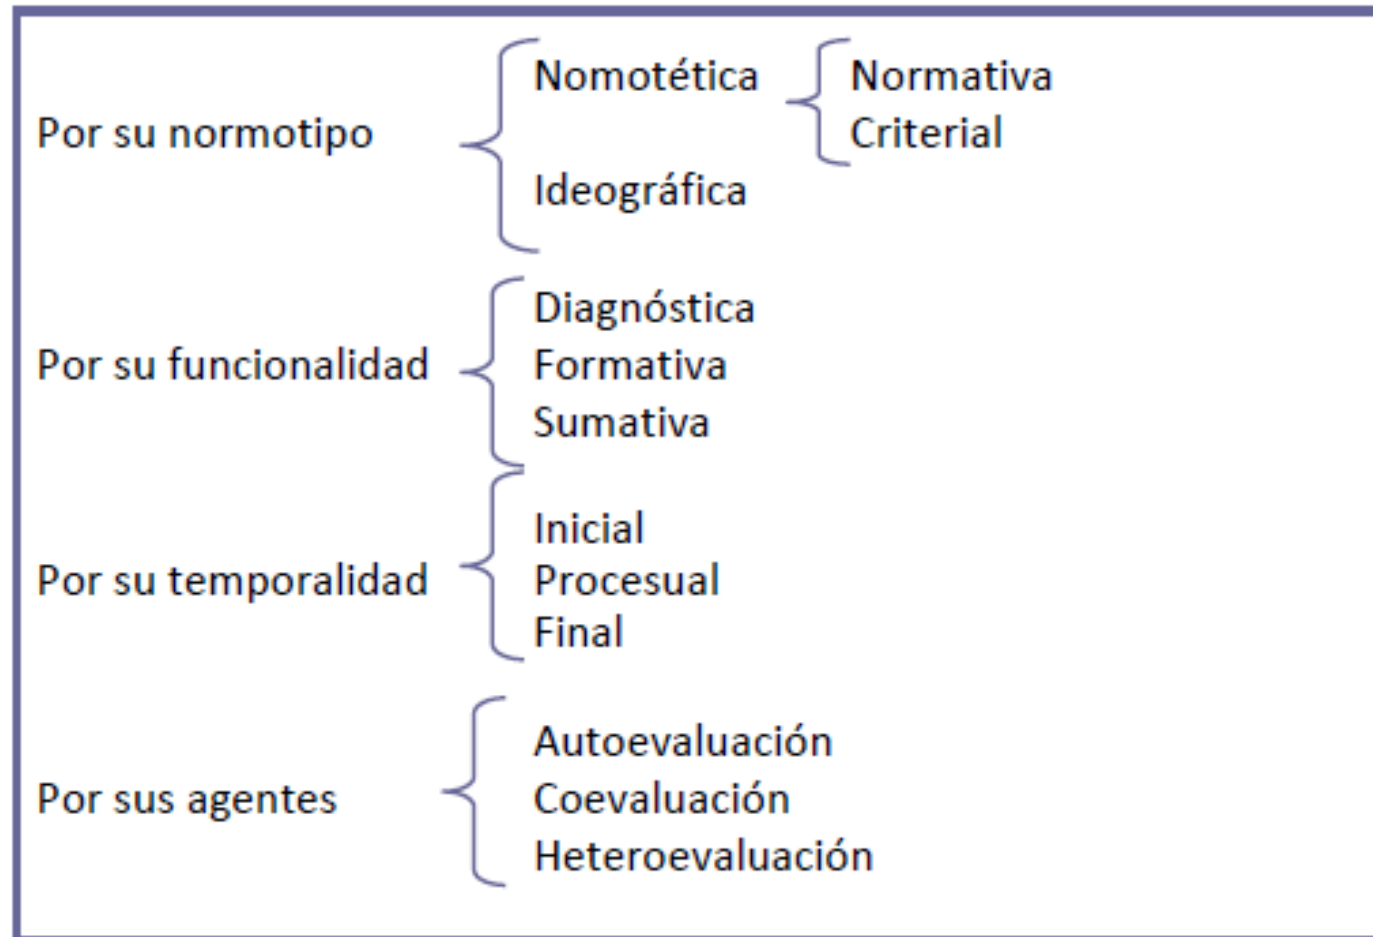 Por su normotipo
Nomotética
Normativa
Criterial
Ideográfica
Por su funcionalidad
Diagnóstica
Formativa
Sumativa
Por su temporalidad
Inicial
Procesual
Final
Por sus agentes
Autoevaluación
Coevaluación
Heteroevaluación